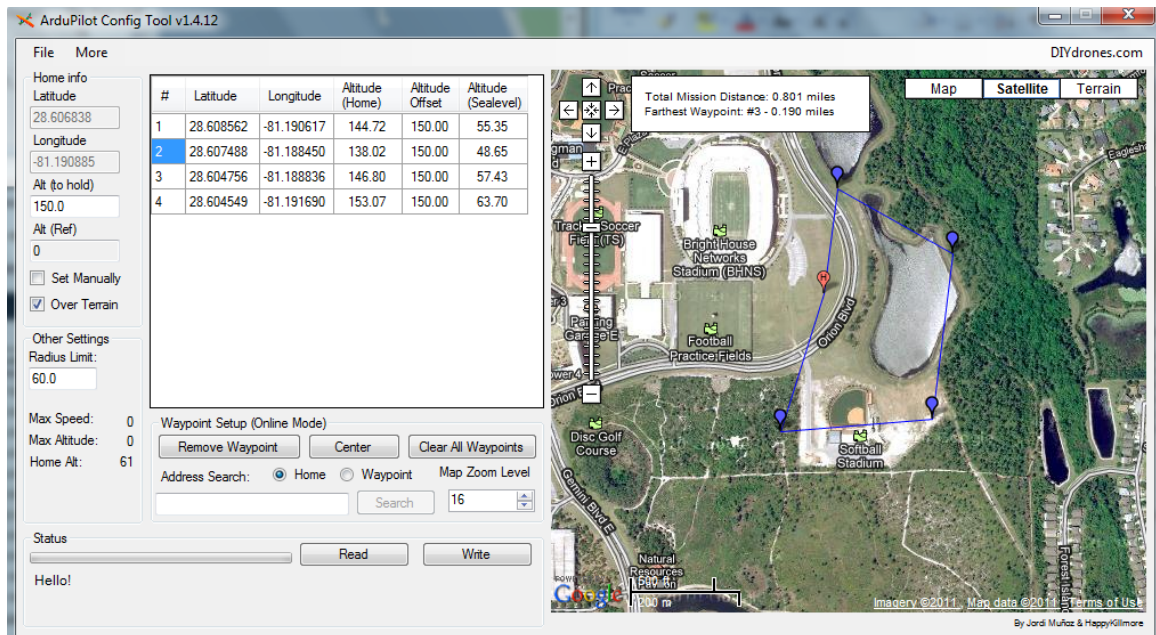 ArduPilot Config Tool v1.4.12
File More DIYdrones.com
Home info
Latitude
28.606838
Longitude
-81.190885
Alt (to hold)
150.0
Alt (Ref)
0
Set Manually
Over Terrain
Other Settings
Radius Limit:
60.0
Max Speed: 0
Max Altitude: 0
Home Alt: 61
# Latitude Longitude Altitude (Home) Altitude Offset Altitude (Sealevel)
1 28.608562 -81.190617 144.72 150.00 55.35
2 28.607488 -81.188450 138.02 150.00 48.65
3 28.604756 -81.188836 146.80 150.00 57.43
4 28.604549 -81.191690 153.07 150.00 63.70
Waypoint Setup (Online Mode)
Remove Waypoint Center Clear All Waypoints
Address Search: Home Waypoint Map Zoom Level
Search 16
Status
Read Write
Hello!
Total Mission Distance: 0.801 miles
Farthest Waypoint: #3 - 0.190 miles
Map Satellite Terrain
Soccer
Bright House
Networks
Stadium (BHNS)
H
Football
Practice Fields
Orion Blvd
Disc Golf
Course
Softball
Stadium
Gemini Blvd E
Natural
Resources
Pavilion
500 ft
200 m
Google
Imagery ©2011, Map data ©2011 Terms of Use
By Jordi Muñoz & HappyKillmore